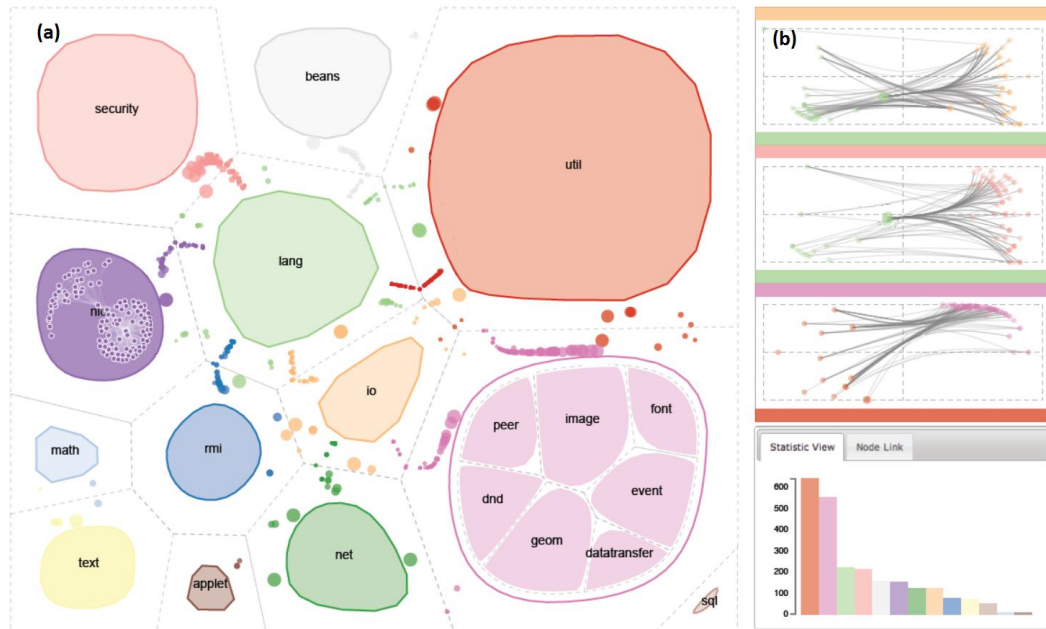 (a)
(b)
security
beans
util
lang
nio
io
peer
image
font
math
rmi
dnd
event
geom
datatransfer
text
applet
net
sql
Statistic View
Node Link
600
500
400
300
200
100
0